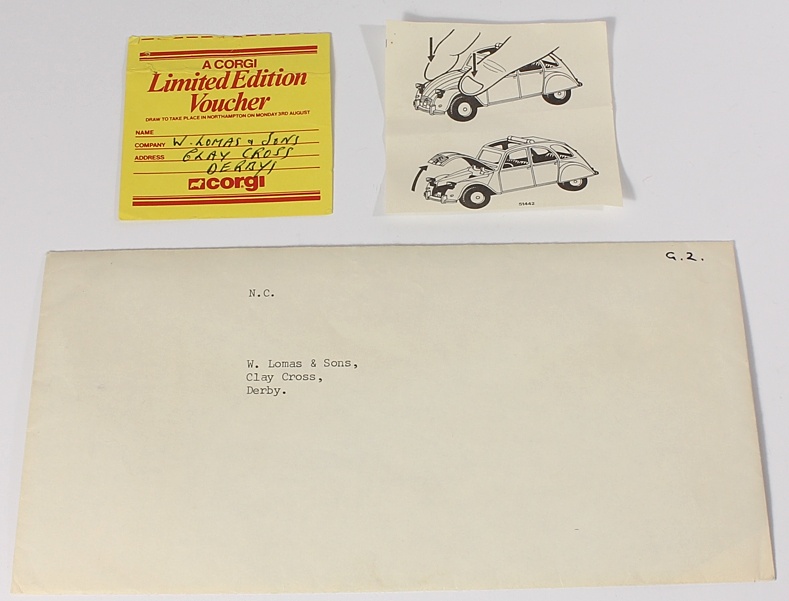 A CORGI
Limited Edition
Voucher
DRAW TO TAKE PLACE IN NORTHAMPTON ON MONDAY 3RD AUGUST
NAME
COMPANY W. LOMAS & SONS
ADDRESS CLAY CROSS
DERBY
corgi
51442
G.2.
N.C.
W. Lomas & Sons,
Clay Cross,
Derby.